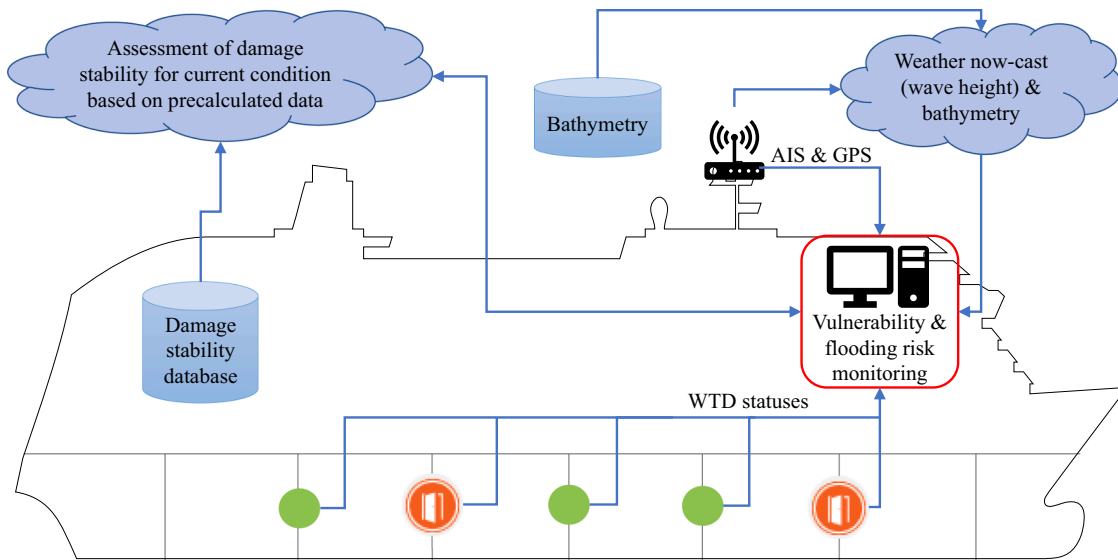 Assessment of damage
stability for current condition
based on precalculated data
Weather now-cast
(wave height) &
bathymetry
Bathymetry
AIS & GPS
Damage
stability
database
Vulnerability &
flooding risk
monitoring
WTD statuses